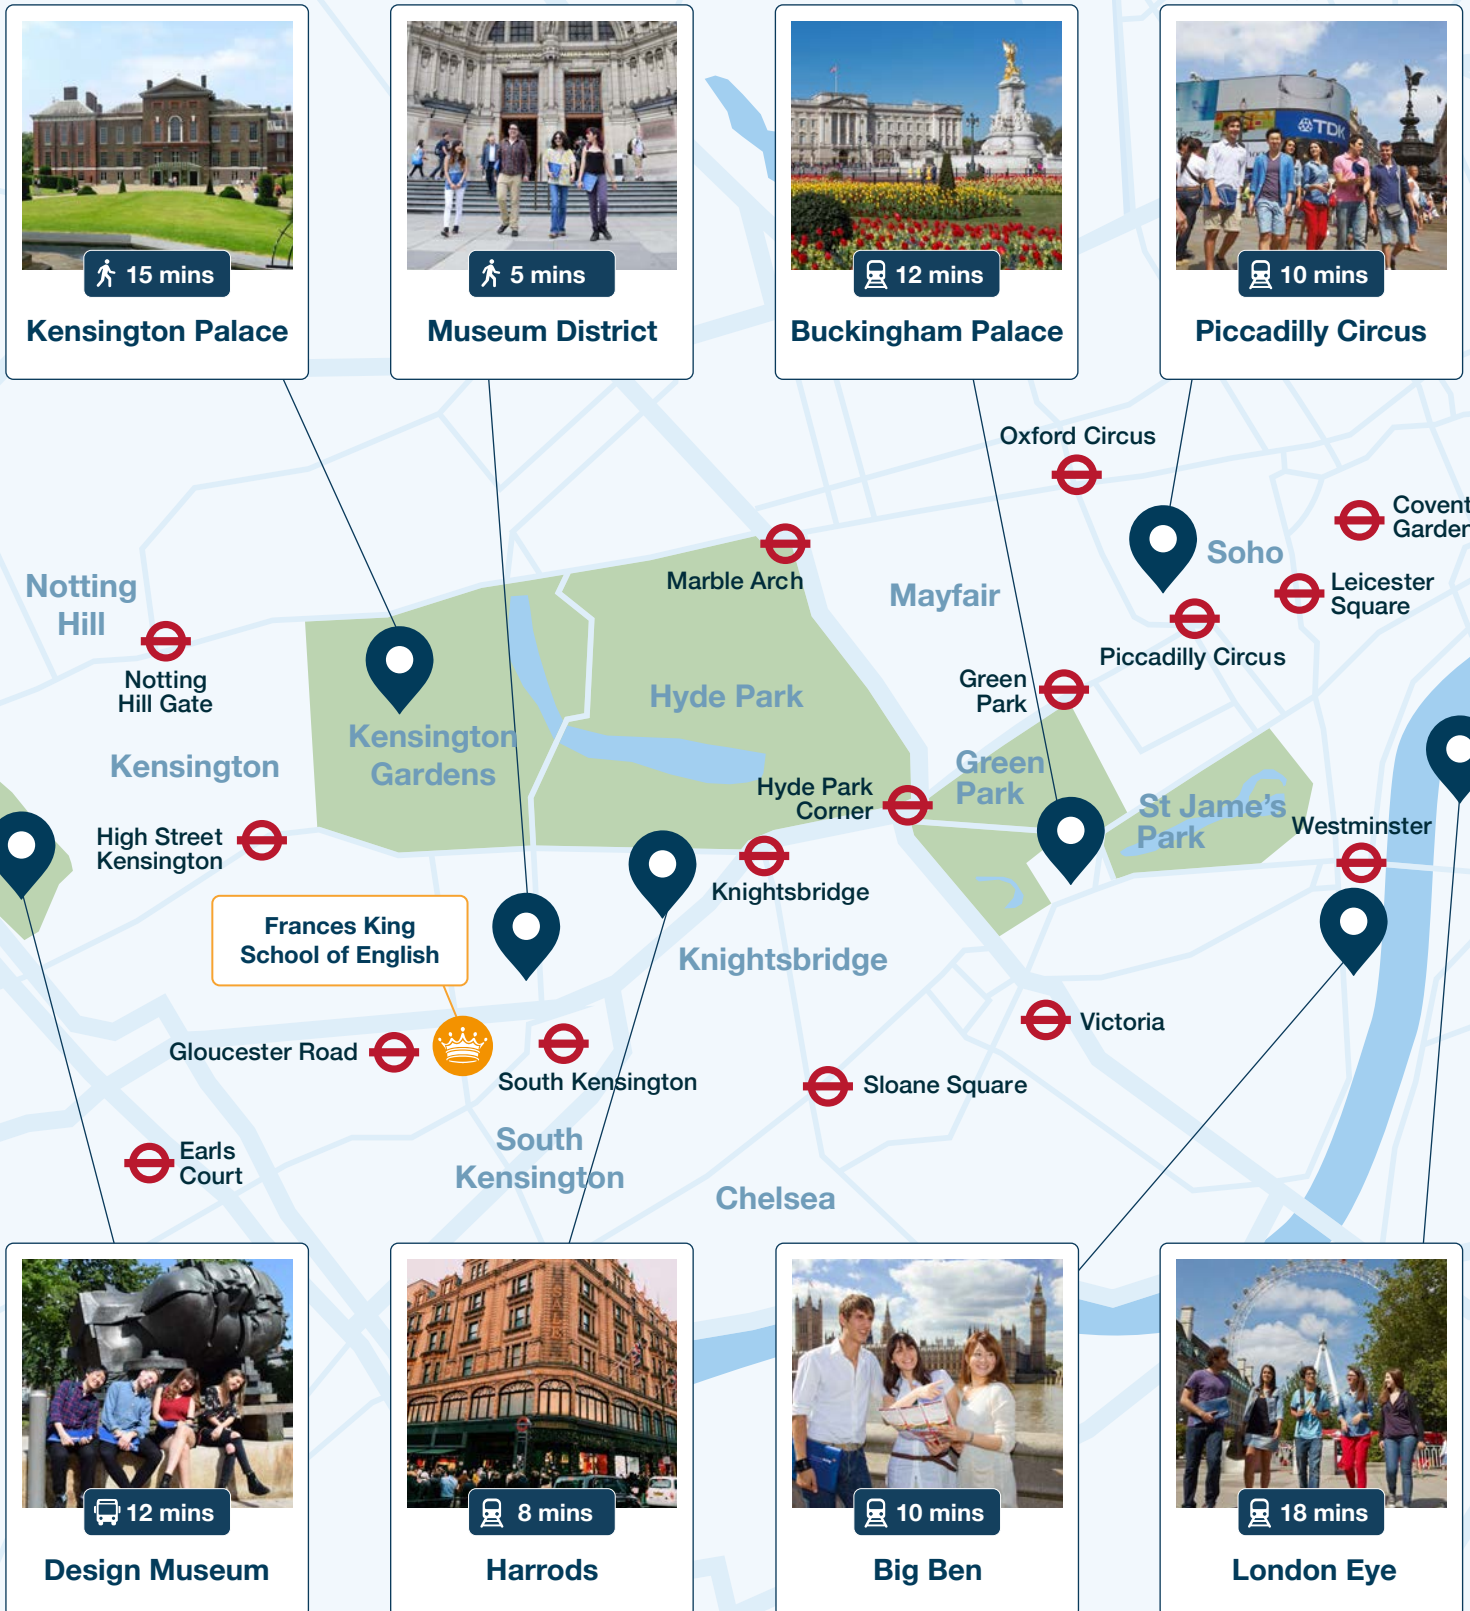 15 mins
Kensington Palace
5 mins
Museum District
12 mins
Buckingham Palace
TDK
10 mins
Piccadilly Circus
Oxford Circus
Covent
Garden
Soho
Marble Arch
Mayfair
Leicester
Square
Notting
Hill
Piccadilly Circus
Notting
Hill Gate
Green
Park
Hyde Park
Kensington
Gardens
Kensington
Green
Park
Hyde Park
Corner
St Jame's
Park
Westminster
High Street
Kensington
Knightsbridge
Frances King
School of English
Knightsbridge
Victoria
Gloucester Road
South Kensington
Sloane Square
Earls
Court
South
Kensington
Chelsea
12 mins
Design Museum
8 mins
Harrods
10 mins
Big Ben
18 mins
London Eye